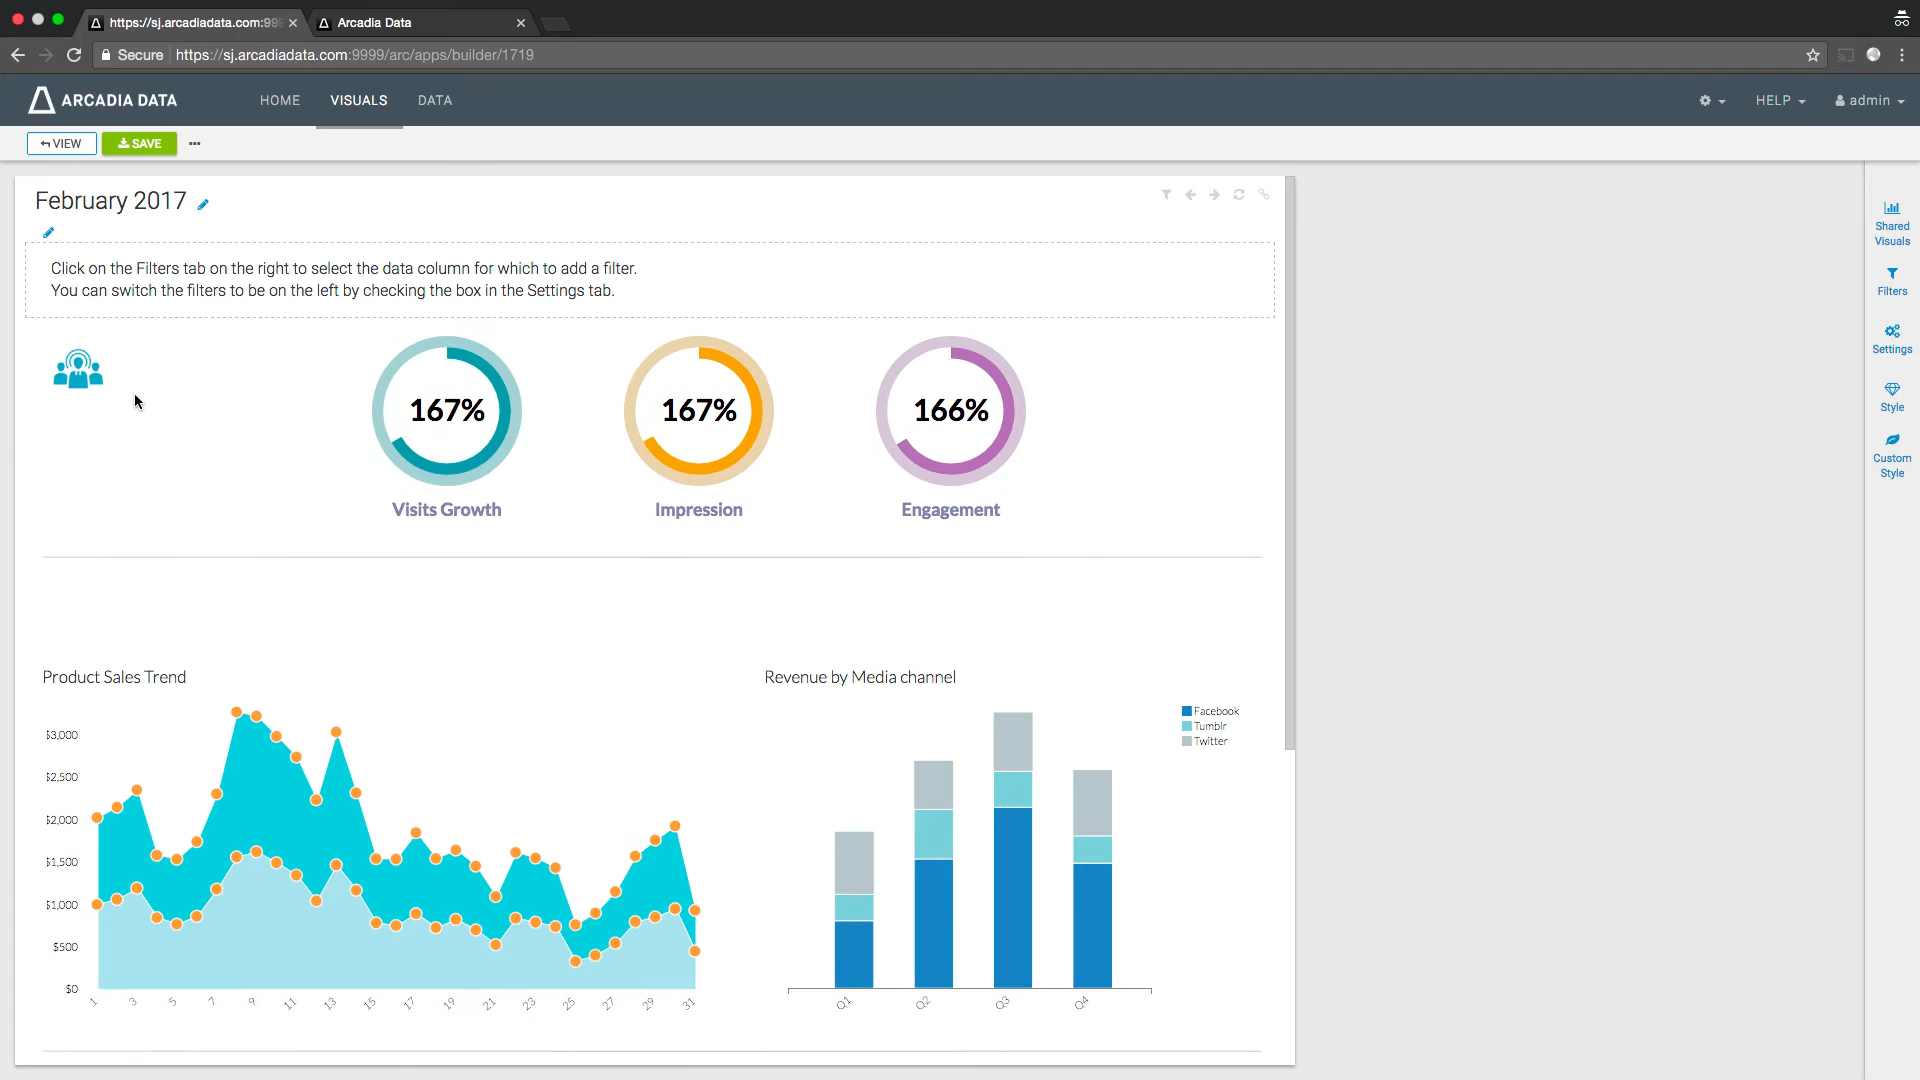 https://sj.arcadiadata.com:999
Arcadia Data
Secure
https://sj.arcadiadata.com:9999/arc/apps/builder/1719
ARCADIA DATA
HOME
VISUALS
DATA
HELP
admin
VIEW
SAVE
February 2017
Click on the Filters tab on the right to select the data column for which to add a filter.
You can switch the filters to be on the left by checking the box in the Settings tab.
Shared
Visuals
Filters
Settings
Style
Custom
Style
167%
167%
166%
Visits Growth
Impression
Engagement
Product Sales Trend
$3,000
$2,500
$2,000
$1,500
$1,000
$500
$0
1
3
5
7
9
11
13
15
17
19
21
23
25
27
29
31
Revenue by Media channel
Facebook
Tumblr
Twitter
Q1
Q2
Q3
Q4